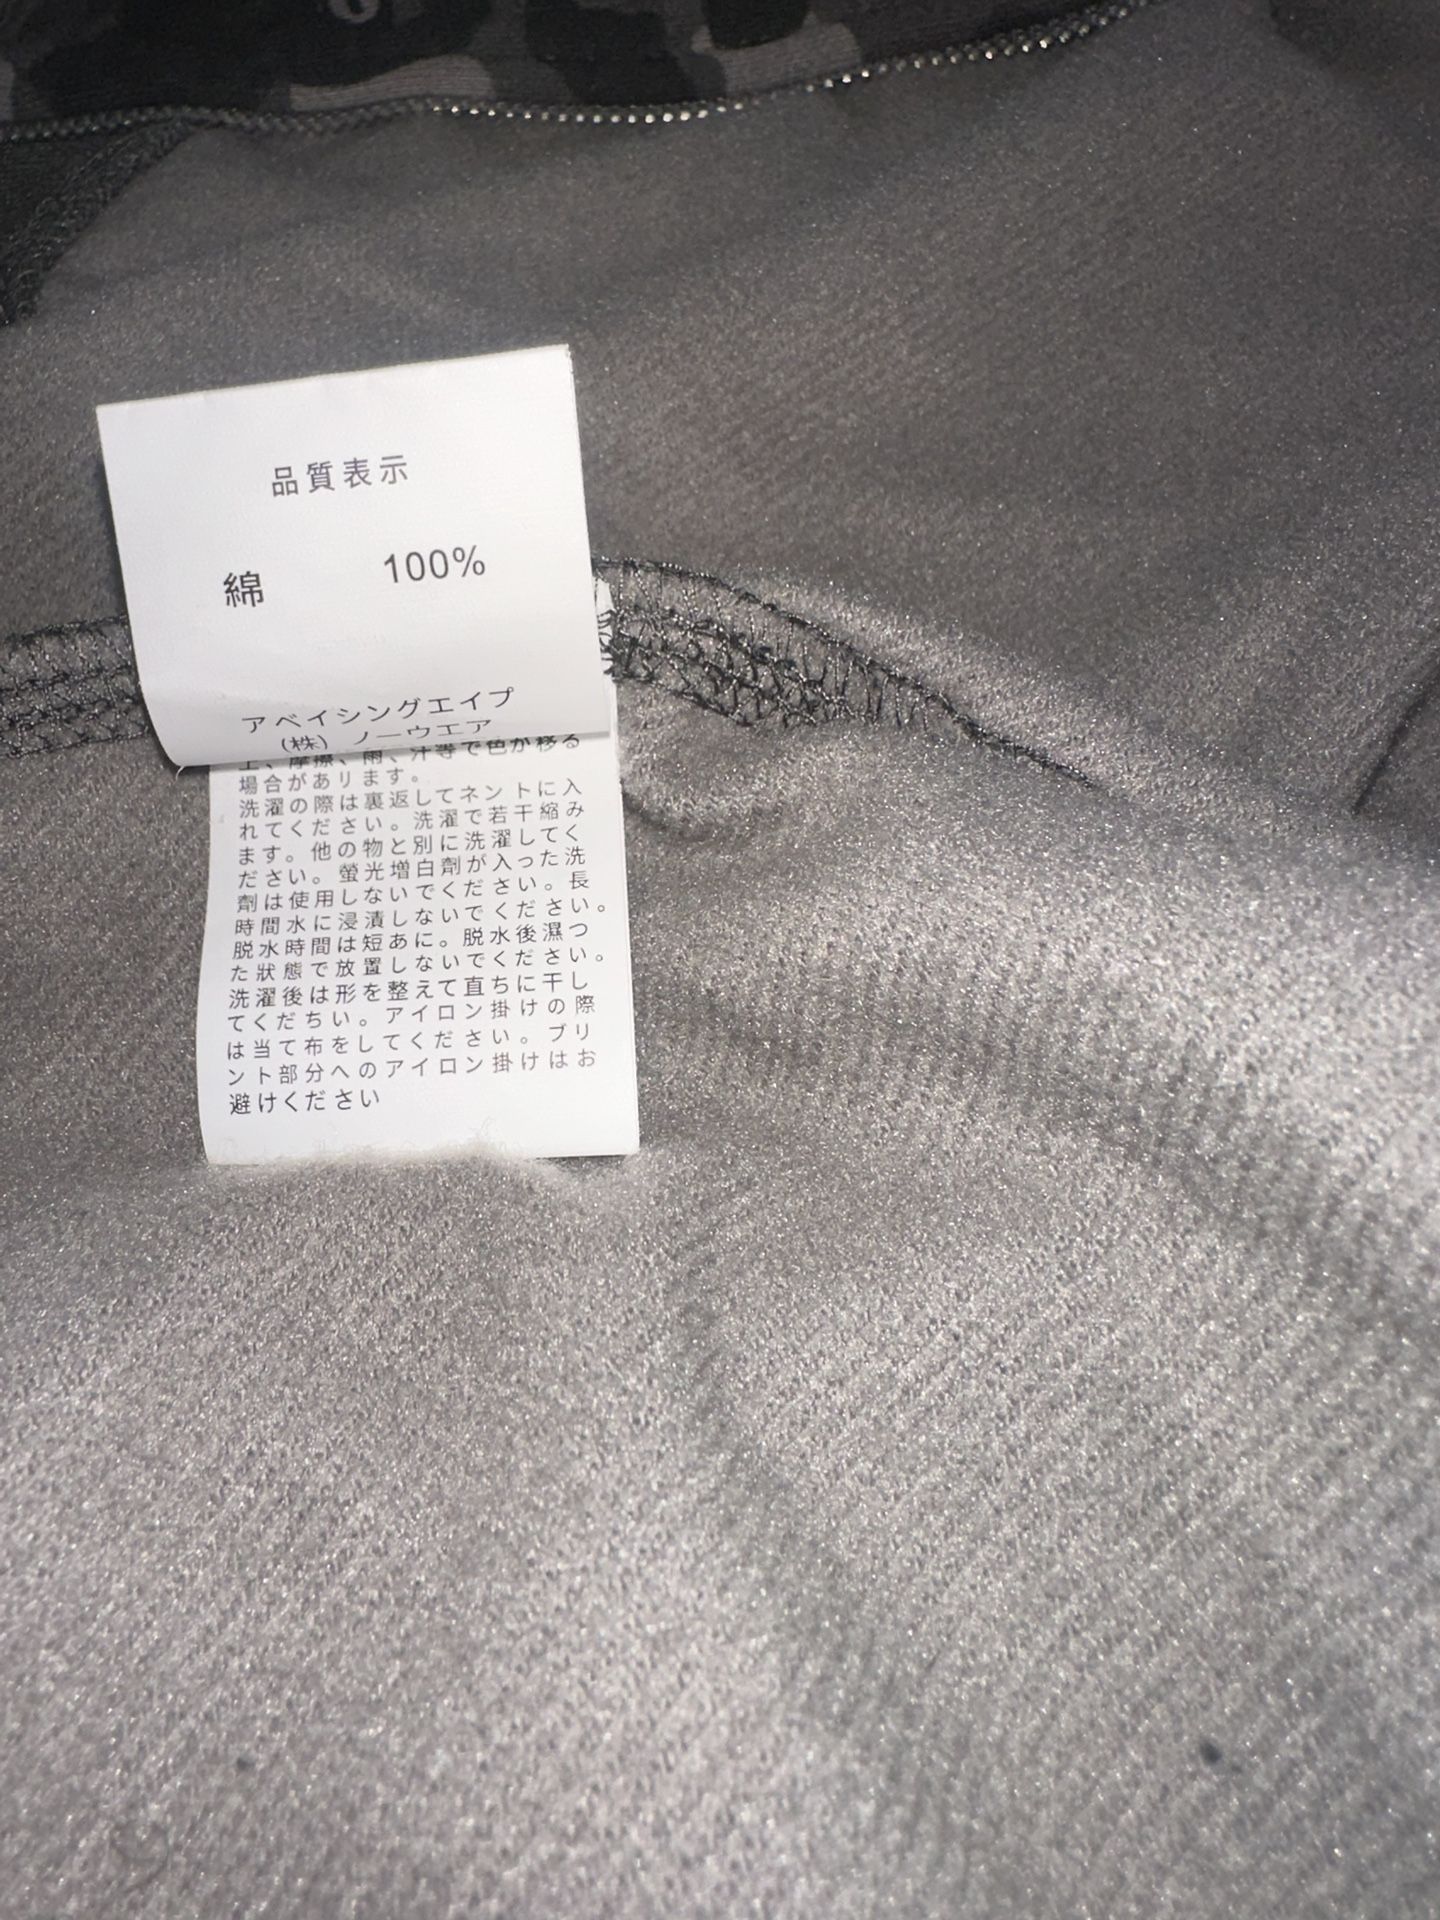 品質表示
綿 100%
アベイシングエイプ
(株) ノーウエア
上、摩擦、雨、汗等で色が移る
場合があります。
洗濯の際は裏返してネントに入
れてください。洗濯で若干縮み
ます。他の物と別に洗濯してく
ださい。螢光増白劑が入った洗
劑は使用しないでください。長
時間水に浸漬しないでください。
脱水時間は短あに。脱水後濕つ
た狀態で放置しないでください。
洗濯後は形を整えて直ちに干し
てくだちい。アイロン掛けの際
は当て布をしてください。ブリ
ント部分へのアイロン掛けはお
避けください